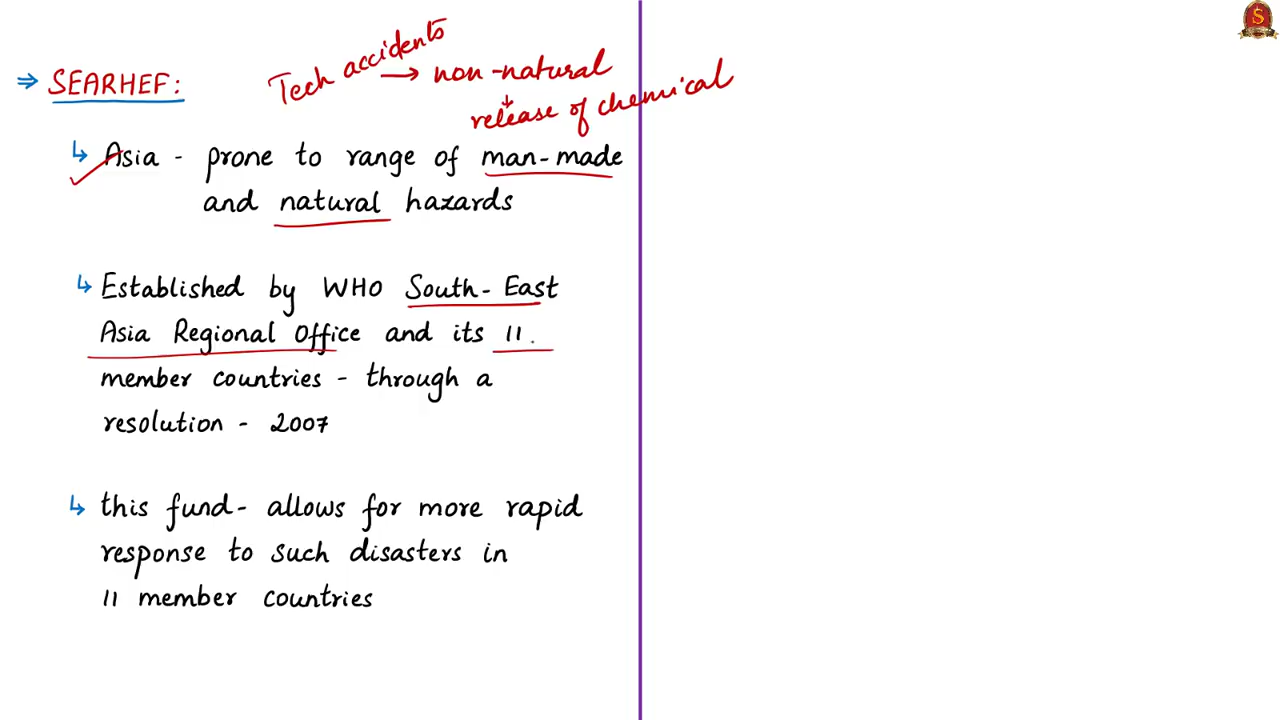 Tech accidents
⇒ SEARHEF:
→ non-natural
↓
release of chemical
↳ Asia - prone to range of man-made
and natural hazards
↳ Established by WHO South-East
Asia Regional Office and its 11
member countries - through a
resolution - 2007
↳ this fund- allows for more rapid
response to such disasters in
11 member countries
S